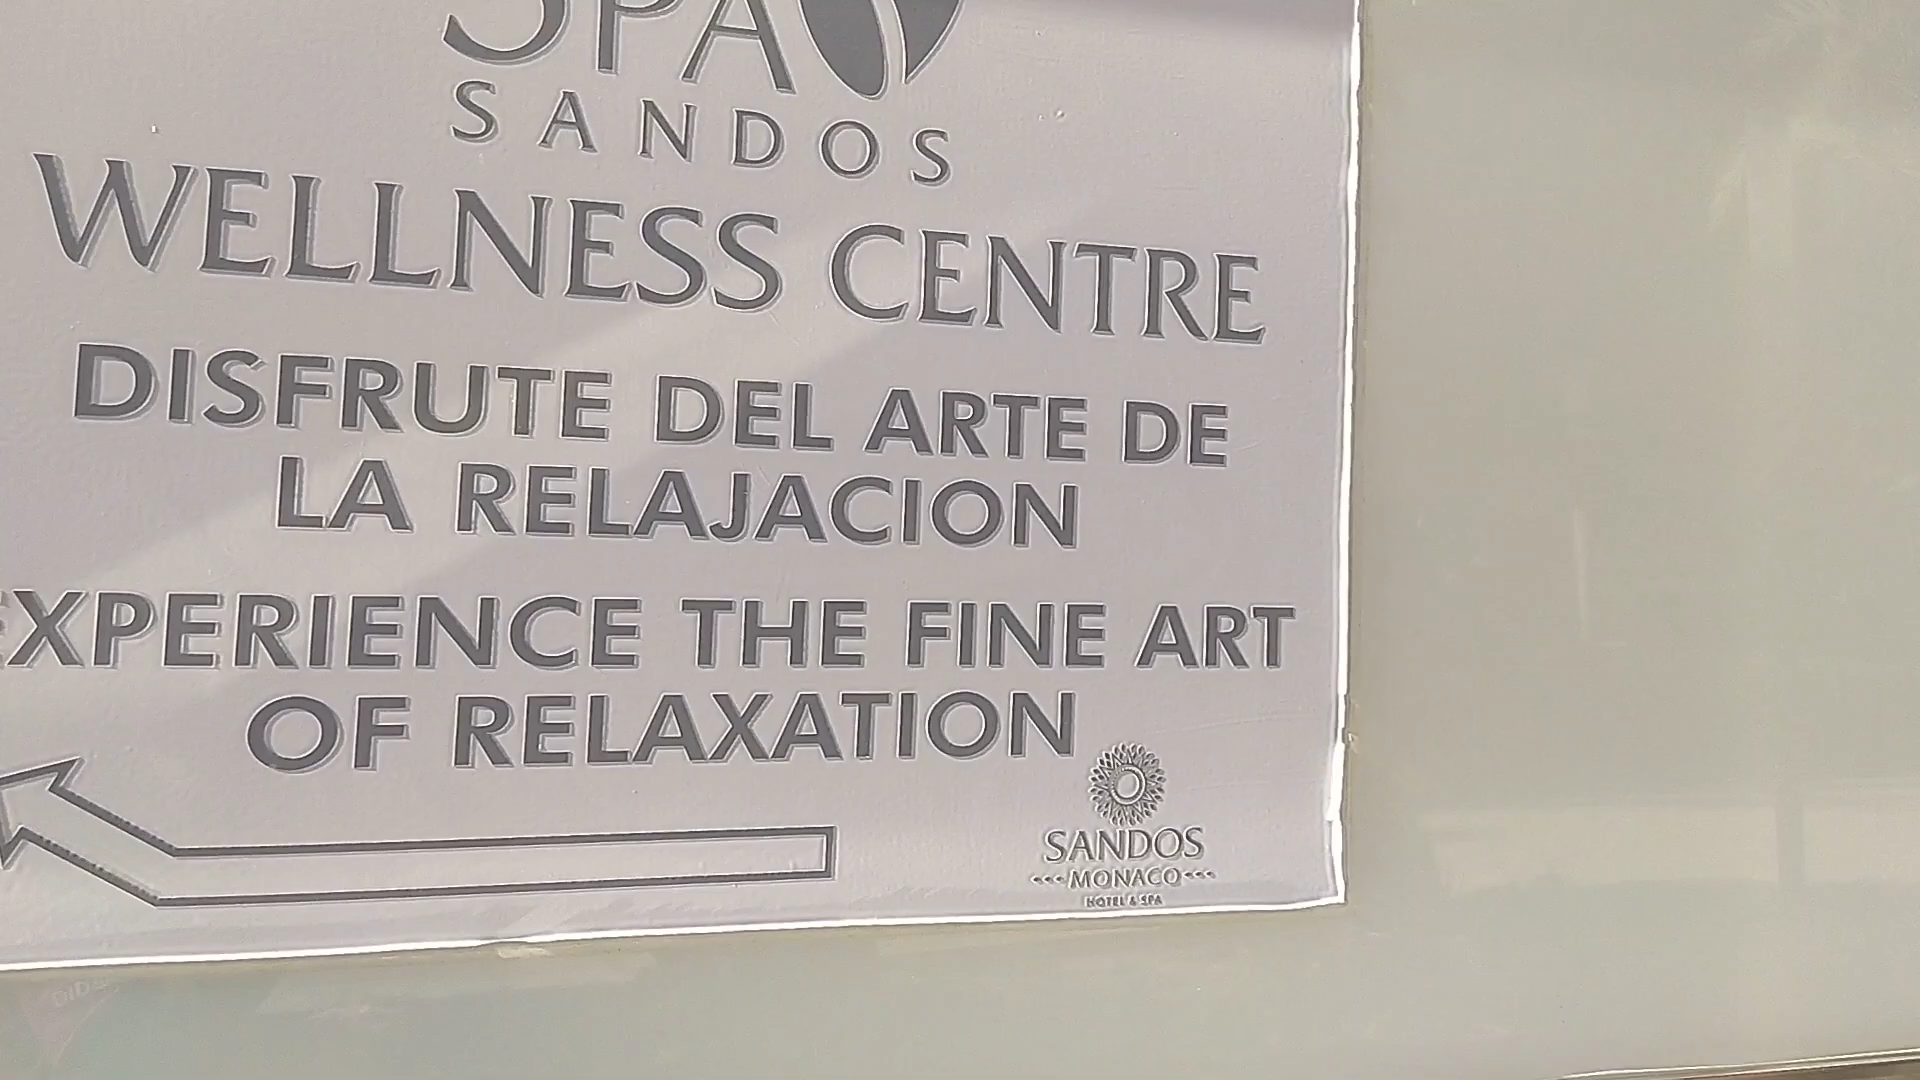 SPA
SANDOS
WELLNESS CENTRE
DISFRUTE DEL ARTE DE
LA RELAJACION
EXPERIENCE THE FINE ART
OF RELAXATION
SANDOS
MONACO
HOTEL & SPA